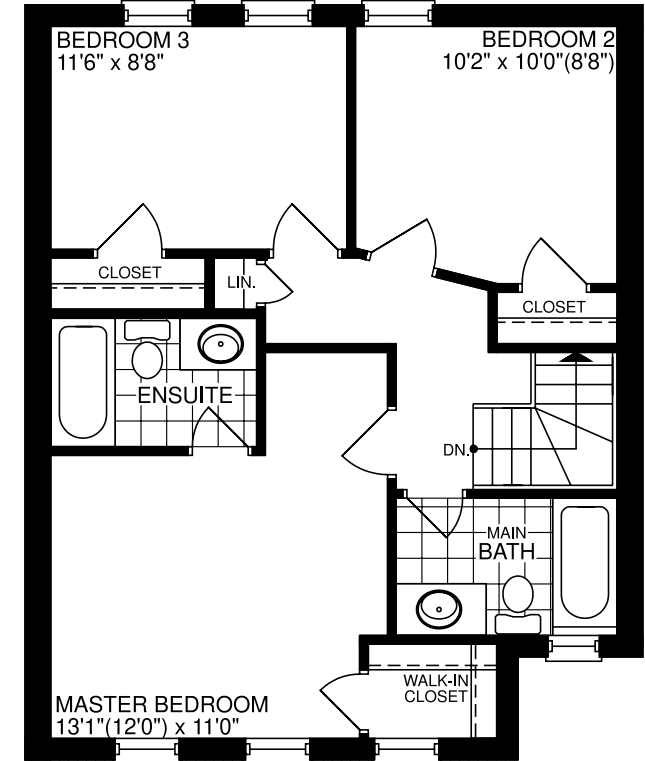 BEDROOM 3
11'6" x 8'8"
BEDROOM 2
10'2" x 10'0"(8'8")
CLOSET
LIN.
CLOSET
ENSUITE
DN.
MAIN
BATH
WALK-IN
CLOSET
MASTER BEDROOM
13'1"(12'0") x 11'0"